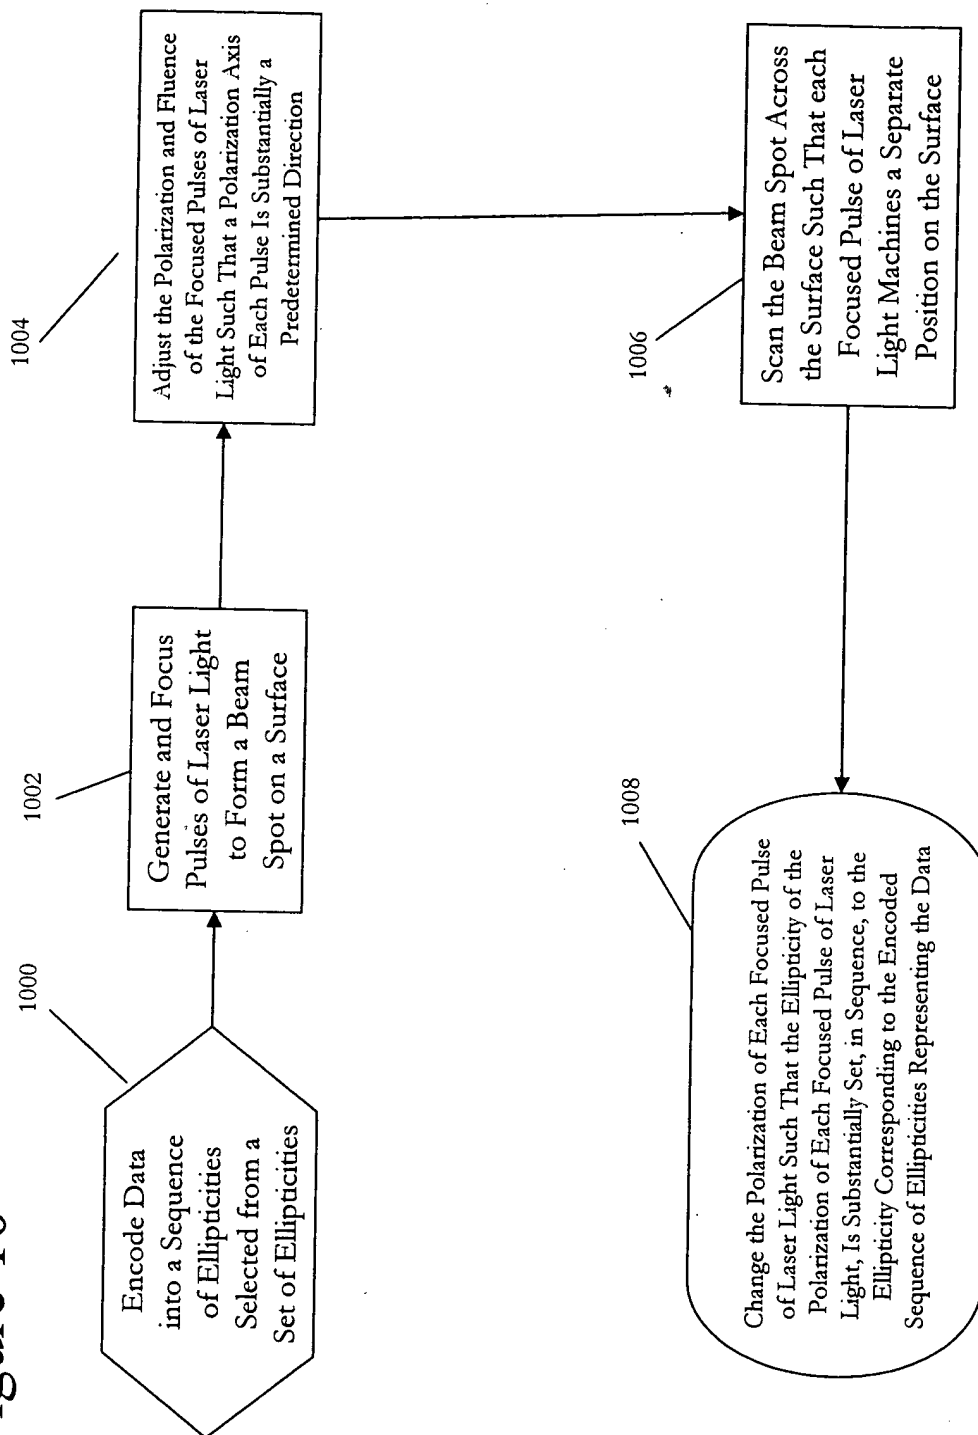 1000
Encode Data
into a Sequence
of Ellipticities
Selected from a
Set of Ellipticities
1002
Generate and Focus
Pulses of Laser Light
to Form a Beam
Spot on a Surface
1004
Adjust the Polarization and Fluence
of the Focused Pulses of Laser
Light Such That a Polarization Axis
of Each Pulse Is Substantially a
Predetermined Direction
1006
Scan the Beam Spot Across
the Surface Such That each
Focused Pulse of Laser
Light Machines a Separate
Position on the Surface
1008
Change the Polarization of Each Focused Pulse
of Laser Light Such That the Ellipticity of the
Polarization of Each Focused Pulse of Laser
Light, Is Substantially Set, in Sequence, to the
Ellipticity Corresponding to the Encoded
Sequence of Ellipticities Representing the Data